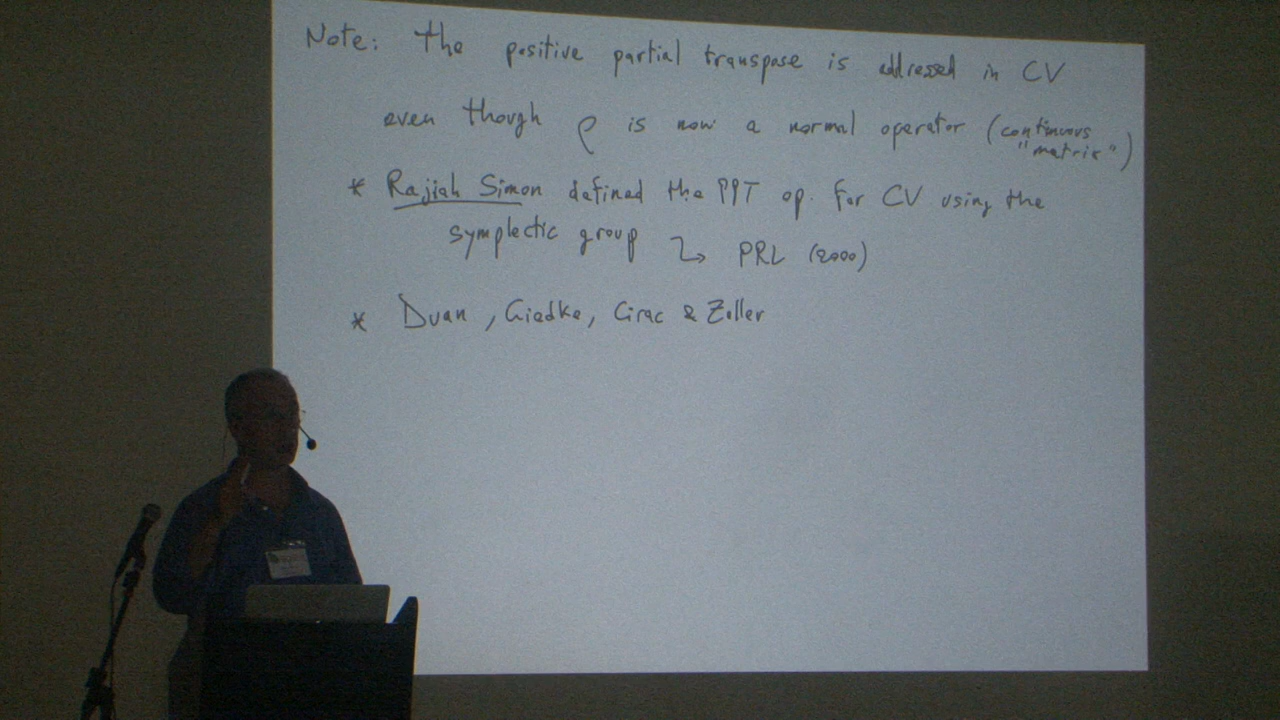 Note: the positive partial transpose is addressed in CV
even though ρ is now a normal operator (continuous
"matrix")
* Rajiah Simon defined the PPT op. for CV using the
symplectic group ↳ PRL (2000)
* Duan, Giedke, Cirac & Zoller